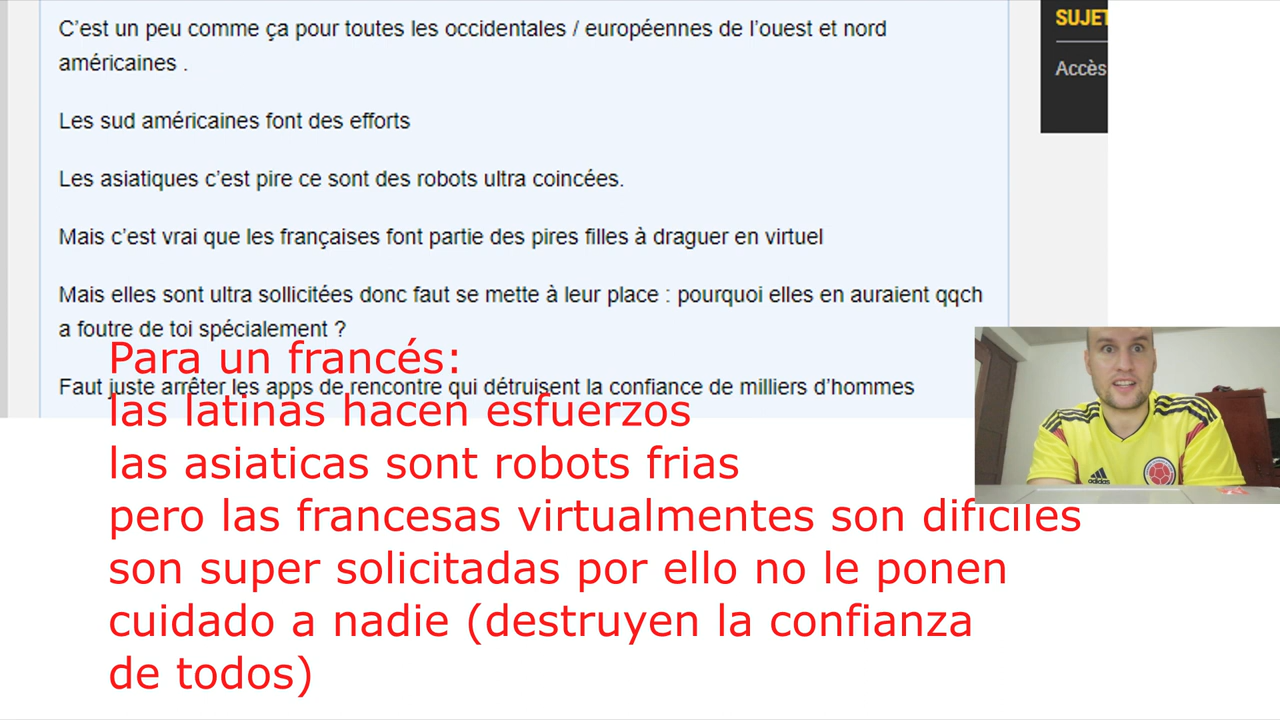 C’est un peu comme ça pour toutes les occidentales / européennes de l’ouest et nord
américaines .
Les sud américaines font des efforts
Les asiatiques c’est pire ce sont des robots ultra coincées.
Mais c’est vrai que les françaises font partie des pires filles à draguer en virtuel
Mais elles sont ultra sollicitées donc faut se mette à leur place : pourquoi elles en auraient qqch
a foutre de toi spécialement ?
Faut juste arrêter les apps de rencontre qui détruisent la confiance de milliers d’hommes
SUJET
Accès
Para un francés:
las latinas hacen esfuerzos
las asiaticas sont robots frias
pero las francesas virtualmentes son dificiles
son super solicitadas por ello no le ponen
cuidado a nadie (destruyen la confianza
de todos)
adidas